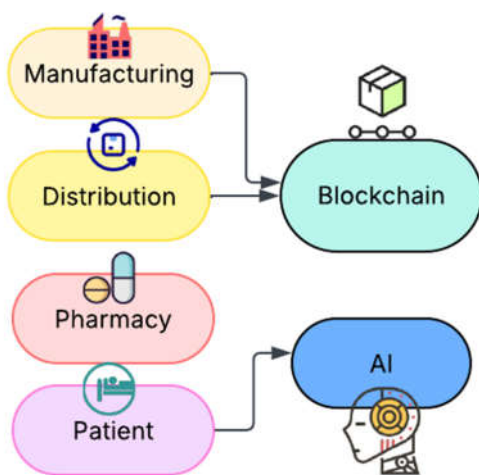 Manufacturing
Distribution
Blockchain
Pharmacy
AI
Patient